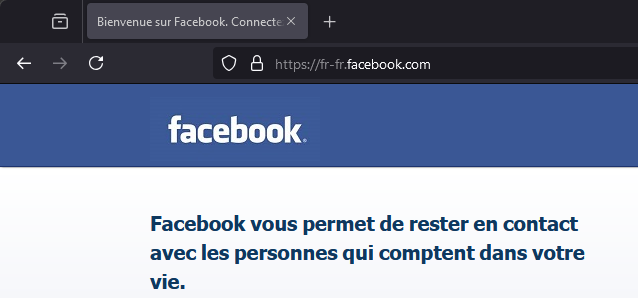 Bienvenue sur Facebook. Connecte
https://fr-fr.facebook.com
facebook.
Facebook vous permet de rester en contact
avec les personnes qui comptent dans votre
vie.